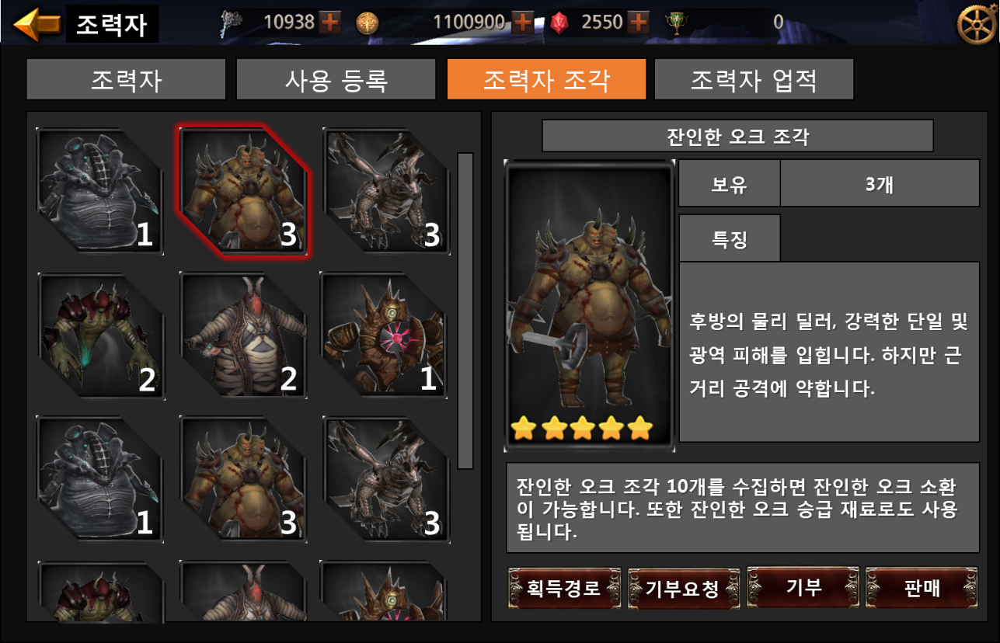 조력자
10938
1100900
2550
0
조력자
사용 등록
조력자 조각
조력자 업적
1
3
3
2
2
1
1
3
3
잔인한 오크 조각
보유
3개
특징
후방의 물리 딜러, 강력한 단일 및
광역 피해를 입힙니다. 하지만 근
거리 공격에 약합니다.
잔인한 오크 조각 10개를 수집하면 잔인한 오크 소환
이 가능합니다. 또한 잔인한 오크 승급 재료로도 사용
됩니다.
획득경로
기부요청
기부
판매